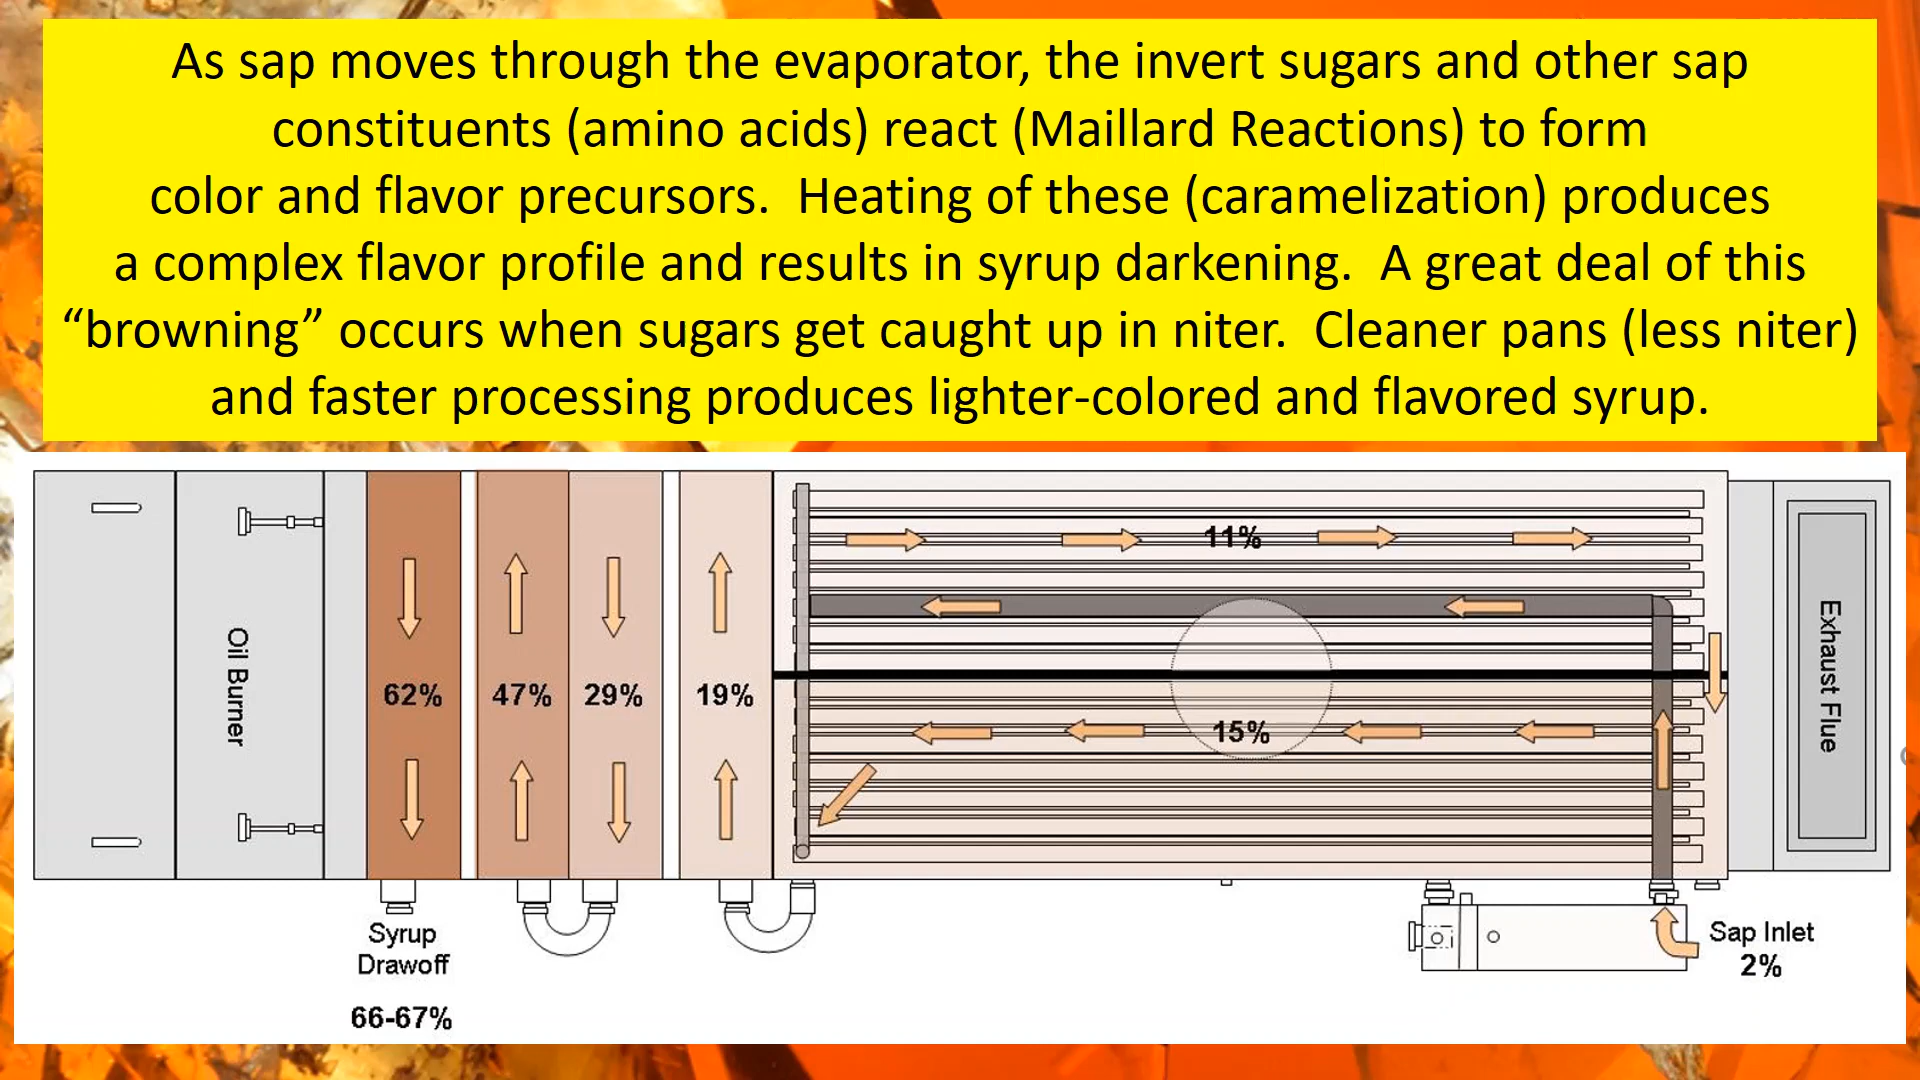 As sap moves through the evaporator, the invert sugars and other sap
constituents (amino acids) react (Maillard Reactions) to form
color and flavor precursors.  Heating of these (caramelization) produces
a complex flavor profile and results in syrup darkening.  A great deal of this
“browning” occurs when sugars get caught up in niter.  Cleaner pans (less niter)
and faster processing produces lighter-colored and flavored syrup.
Oil Burner
62%
47%
29%
19%
11%
15%
Exhaust Flue
Syrup
Drawoff
66-67%
Sap Inlet
2%